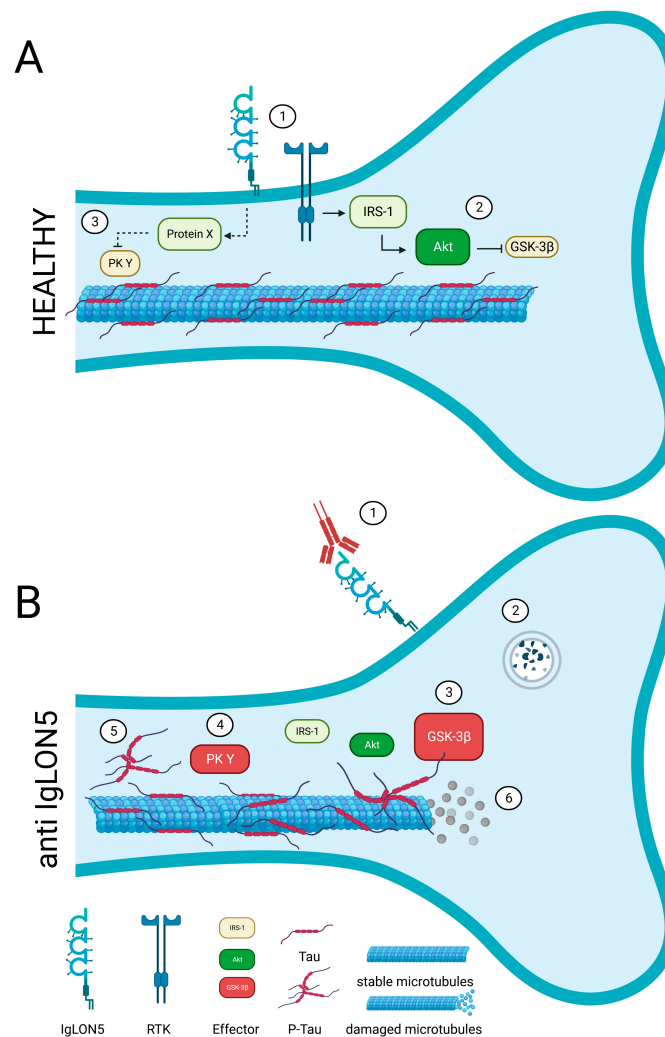 A
HEALTHY
1
2
3
IRS-1
Protein X
Akt
GSK-3β
PK Y
B
anti IgLON5
1
2
3
4
5
6
GSK-3β
IRS-1
Akt
PK Y
IRS-1
Akt
GSK-3β
Tau
stable microtubules
IgLON5
RTK
Effector
P-Tau
damaged microtubules